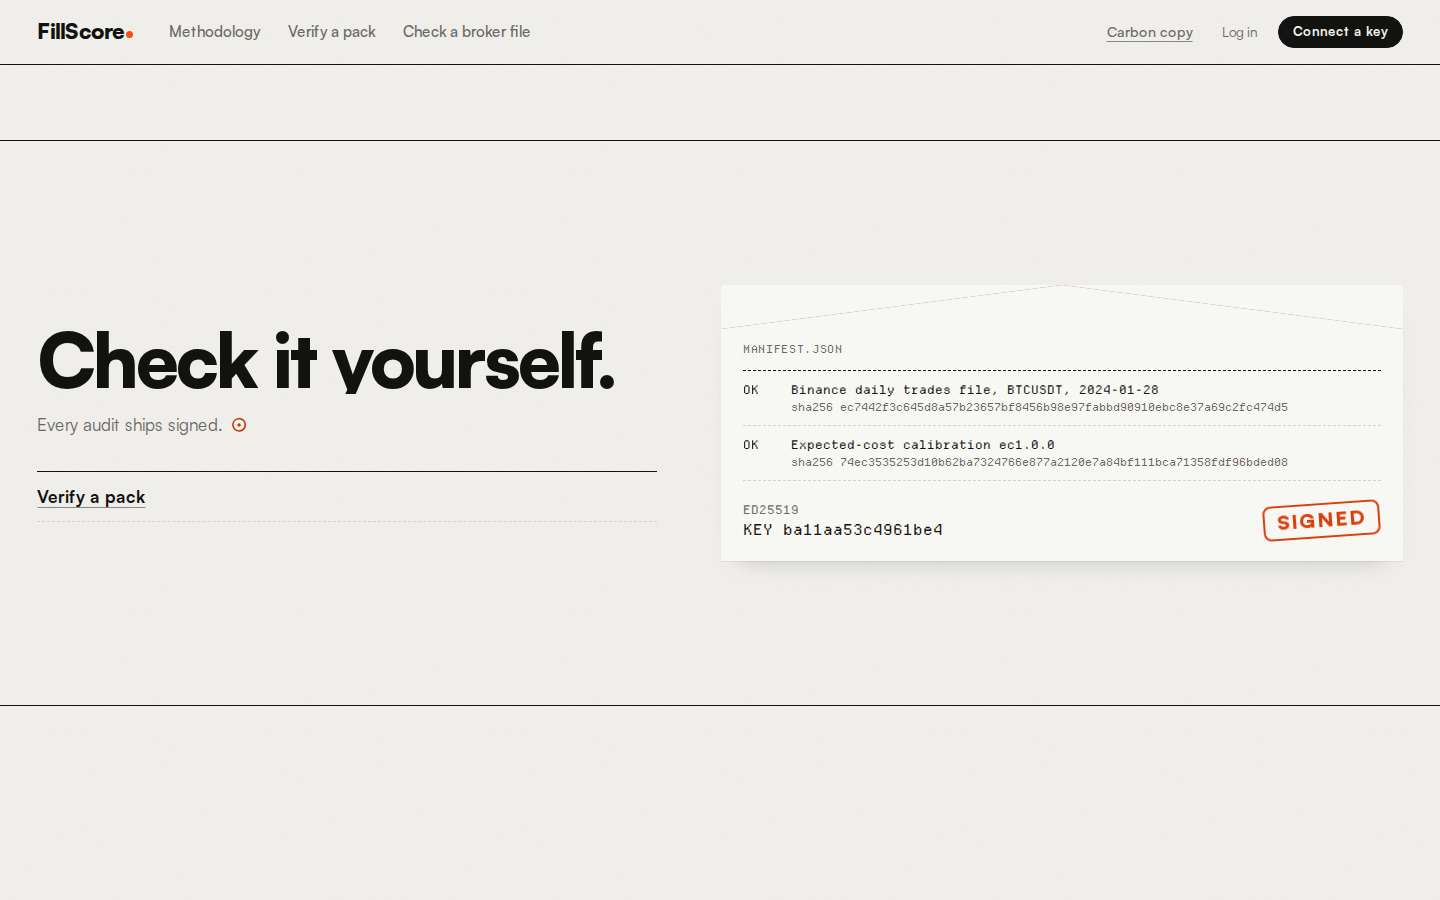 FillScore
Methodology
Verify a pack
Check a broker file
Carbon copy
Log in
Connect a key
Check it yourself.
Every audit ships signed.
Verify a pack
MANIFEST.JSON
OK Binance daily trades file, BTCUSDT, 2024-01-28
sha256 ec7442f3c645d8a57b23657bf8456b98e97fabbd90910ebc8e37a69c2fc474d5
OK Expected-cost calibration ec1.0.0
sha256 74ec3535253d10b62ba7324766e877a2120e7a84bf111bca71358fdf96bded08
ED25519
KEY ba11aa53c4961be4
SIGNED